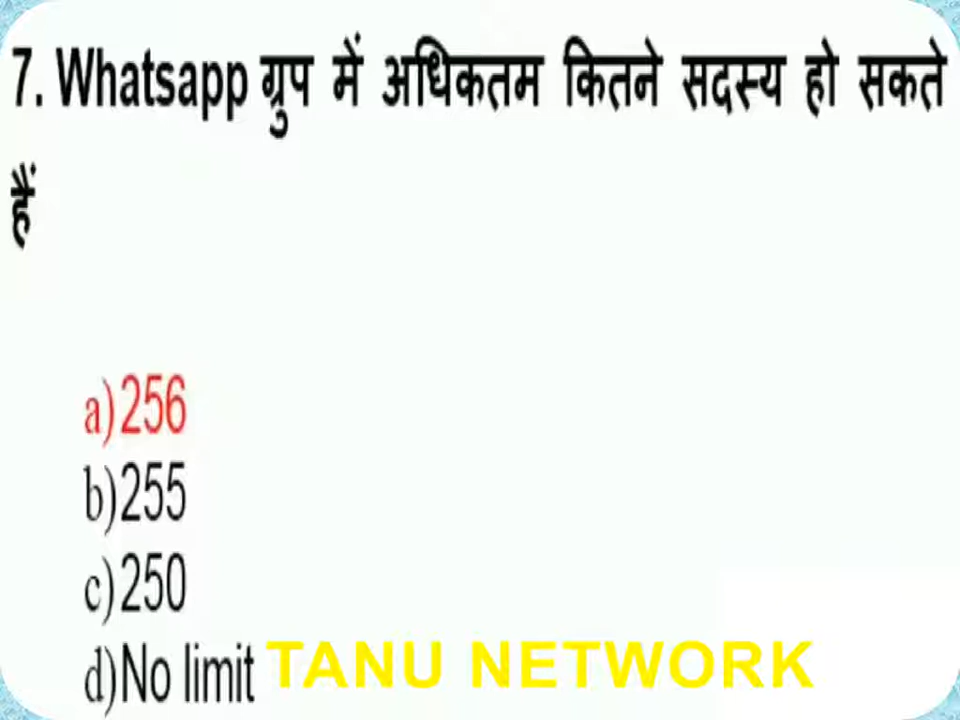 7. Whatsapp ग्रुप में अधिकतम कितने सदस्य हो सकते
हैं
a) 256
b) 255
c) 250
d) No limit
TANU NETWORK